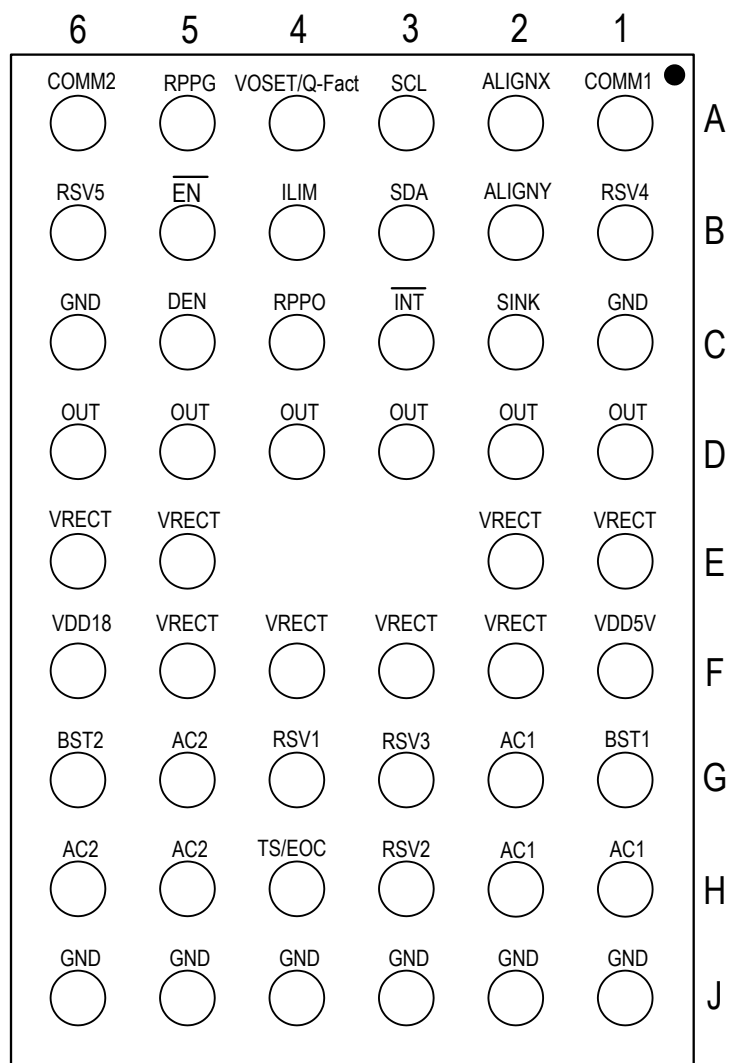 6 5 4 3 2 1
COMM2 RPPG VOSET/Q-Fact SCL ALIGNX COMM1
A
RSV5 EN ILIM SDA ALIGNY RSV4
B
GND DEN RPPO INT SINK GND
C
OUT OUT OUT OUT OUT OUT
D
VRECT VRECT VRECT VRECT
E
VDD18 VRECT VRECT VRECT VRECT VDD5V
F
BST2 AC2 RSV1 RSV3 AC1 BST1
G
AC2 AC2 TS/EOC RSV2 AC1 AC1
H
GND GND GND GND GND GND
J